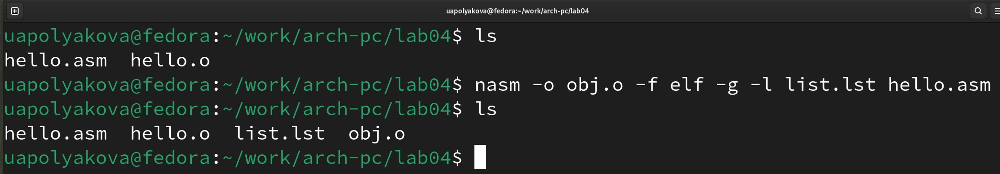 uapolyakova@fedora:~/work/arch-pc/lab04
uapolyakova@fedora:~/work/arch-pc/lab04$ ls
hello.asm  hello.o
uapolyakova@fedora:~/work/arch-pc/lab04$ nasm -o obj.o -f elf -g -l list.lst hello.asm
uapolyakova@fedora:~/work/arch-pc/lab04$ ls
hello.asm  hello.o  list.lst  obj.o
uapolyakova@fedora:~/work/arch-pc/lab04$